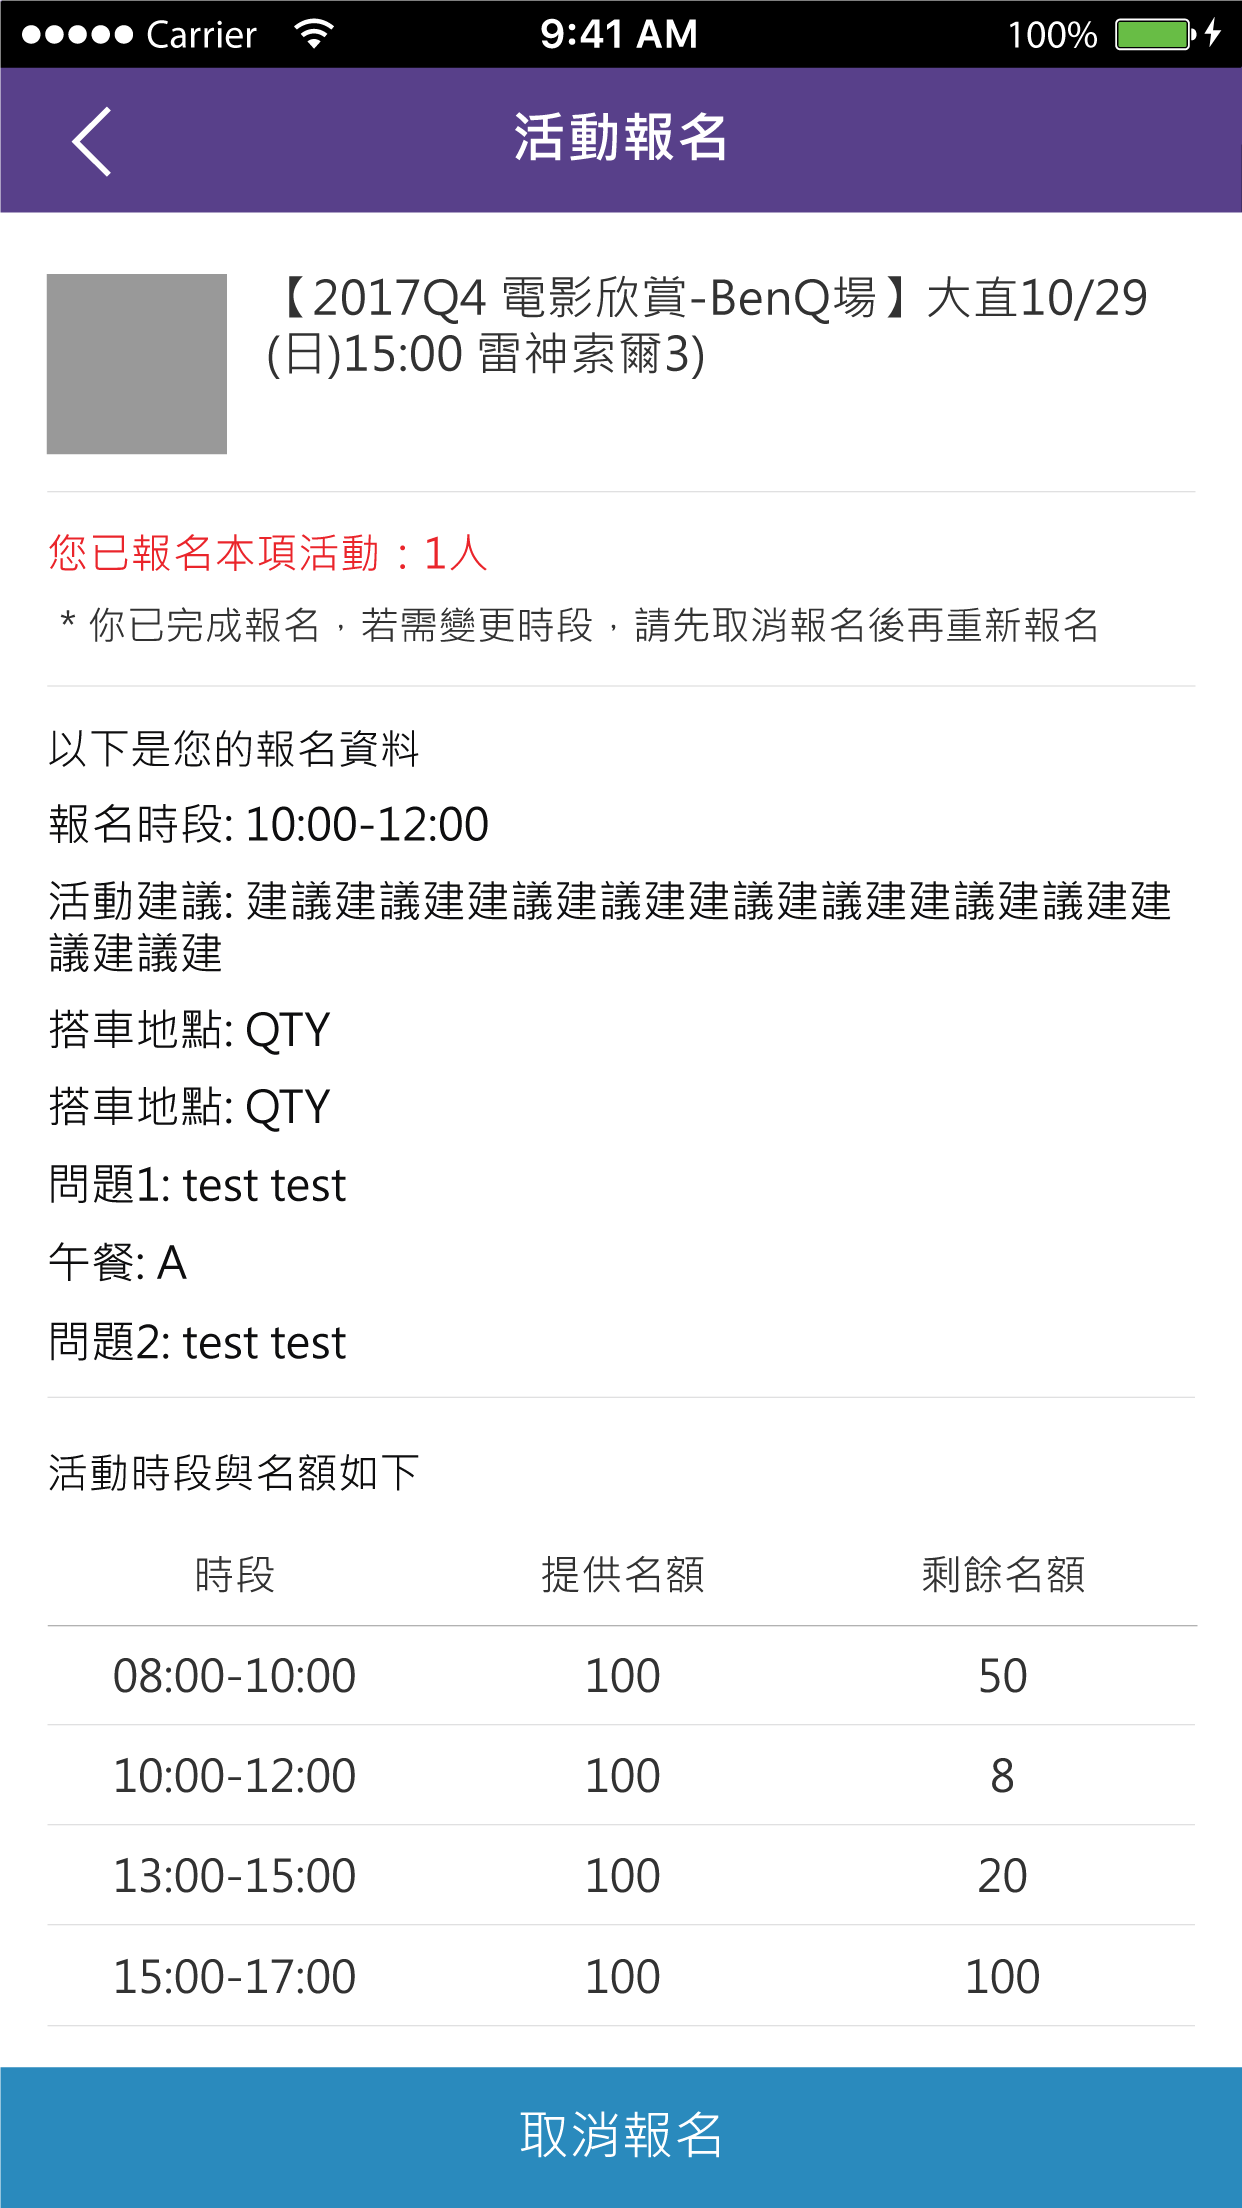 Carrier 9:41 AM 100%
活動報名
【2017Q4 電影欣賞-BenQ場】大直10/29
(日)15:00 雷神索爾3)
您已報名本項活動：1人
* 你已完成報名，若需變更時段，請先取消報名後再重新報名
以下是您的報名資料
報名時段: 10:00-12:00
活動建議: 建議建議建建議建議建建議建議建建議建議建建
議建議建
搭車地點: QTY
搭車地點: QTY
問題1: test test
午餐: A
問題2: test test
活動時段與名額如下
時段 提供名額 剩餘名額
08:00-10:00 100 50
10:00-12:00 100 8
13:00-15:00 100 20
15:00-17:00 100 100
取消報名